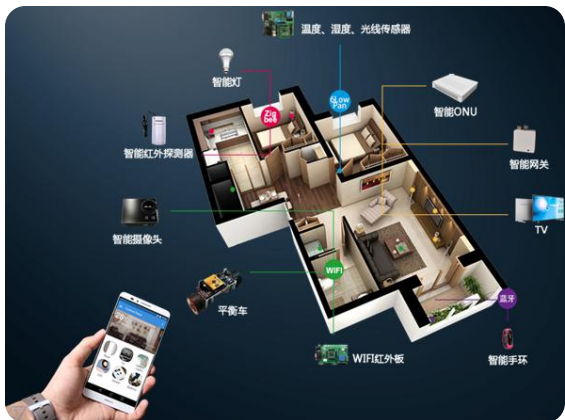 温度、湿度、光线传感器
智能灯
Zig
bee
6Low
Pan
智能ONU
智能红外探测器
智能网关
智能摄像头
TV
WIFI
平衡车
蓝牙
WIFI红外板
智能手环